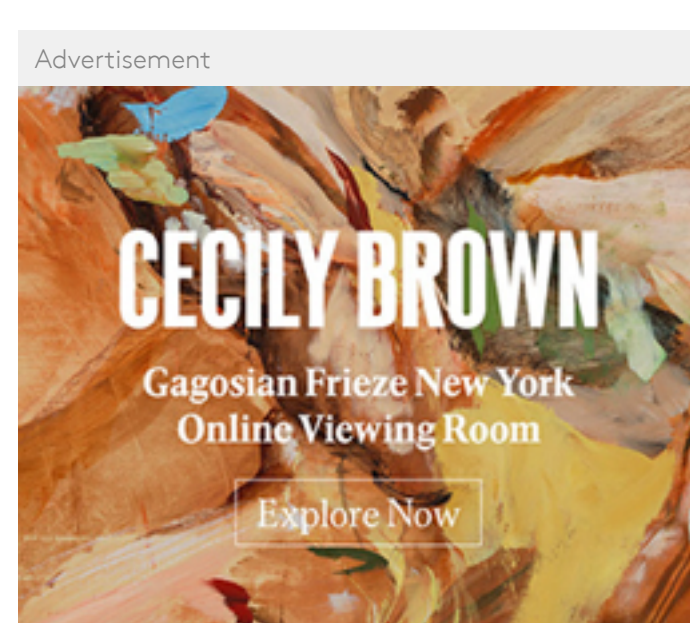 Advertisement
CECILY BROWN
Gagosian Frieze New York
Online Viewing Room
Explore Now